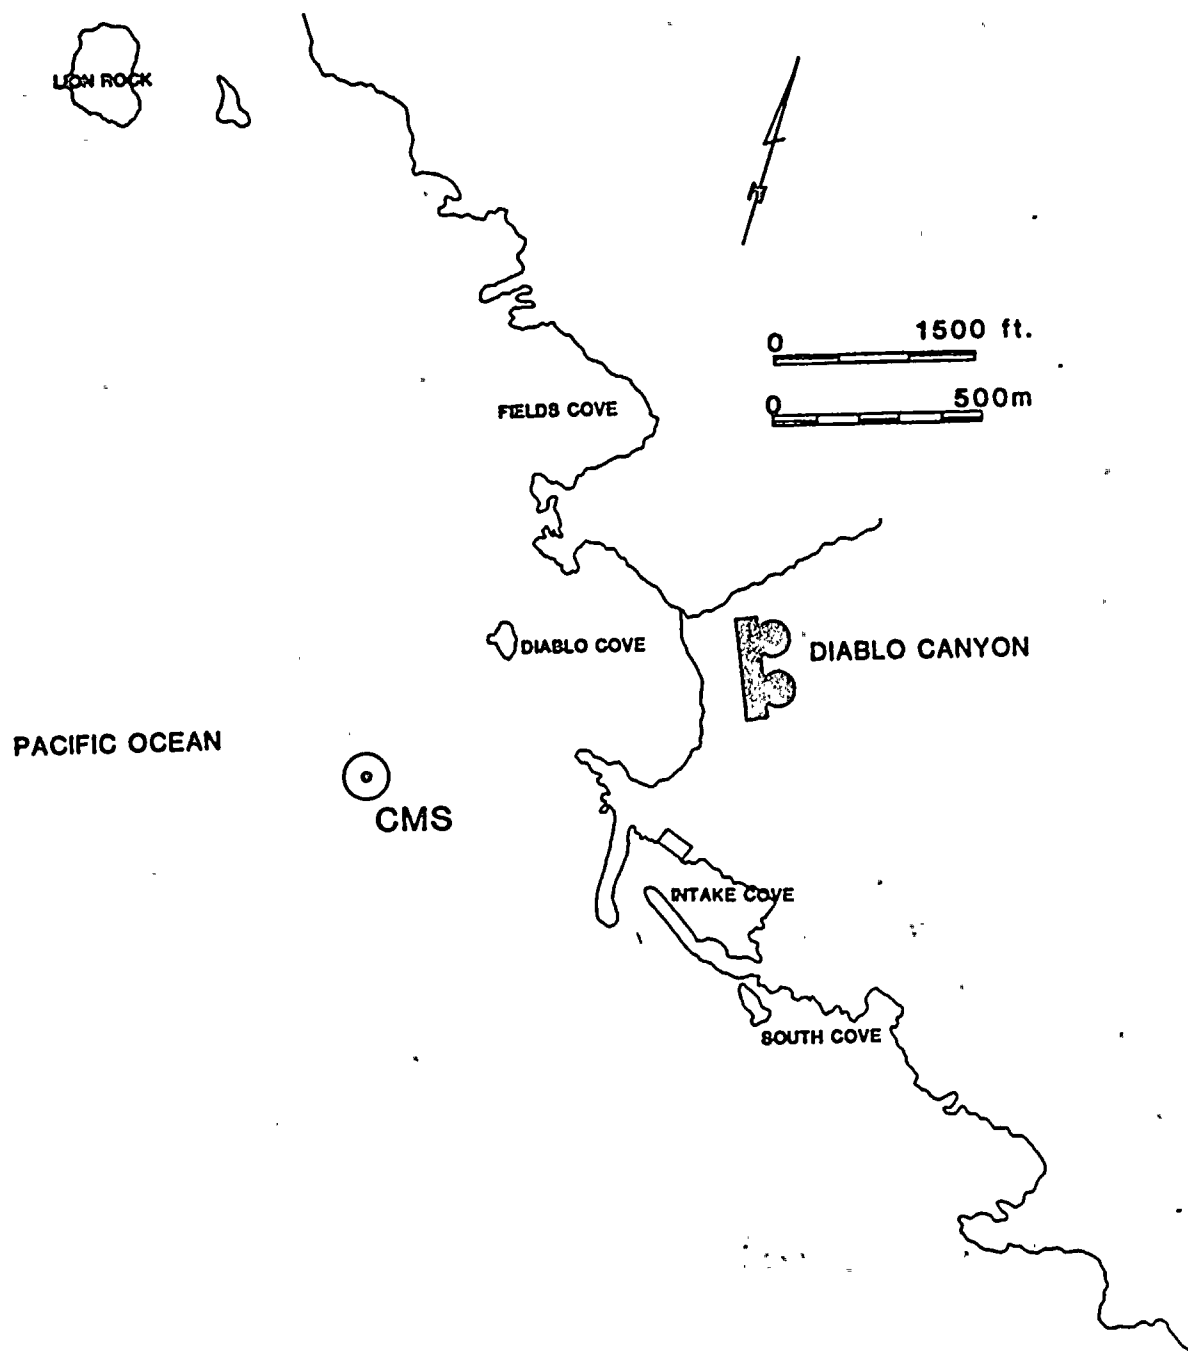 LION ROCK
N
0 1500 ft.
0 500m
FIELDS COVE
DIABLO COVE
DIABLO CANYON
PACIFIC OCEAN
CMS
INTAKE COVE
SOUTH COVE